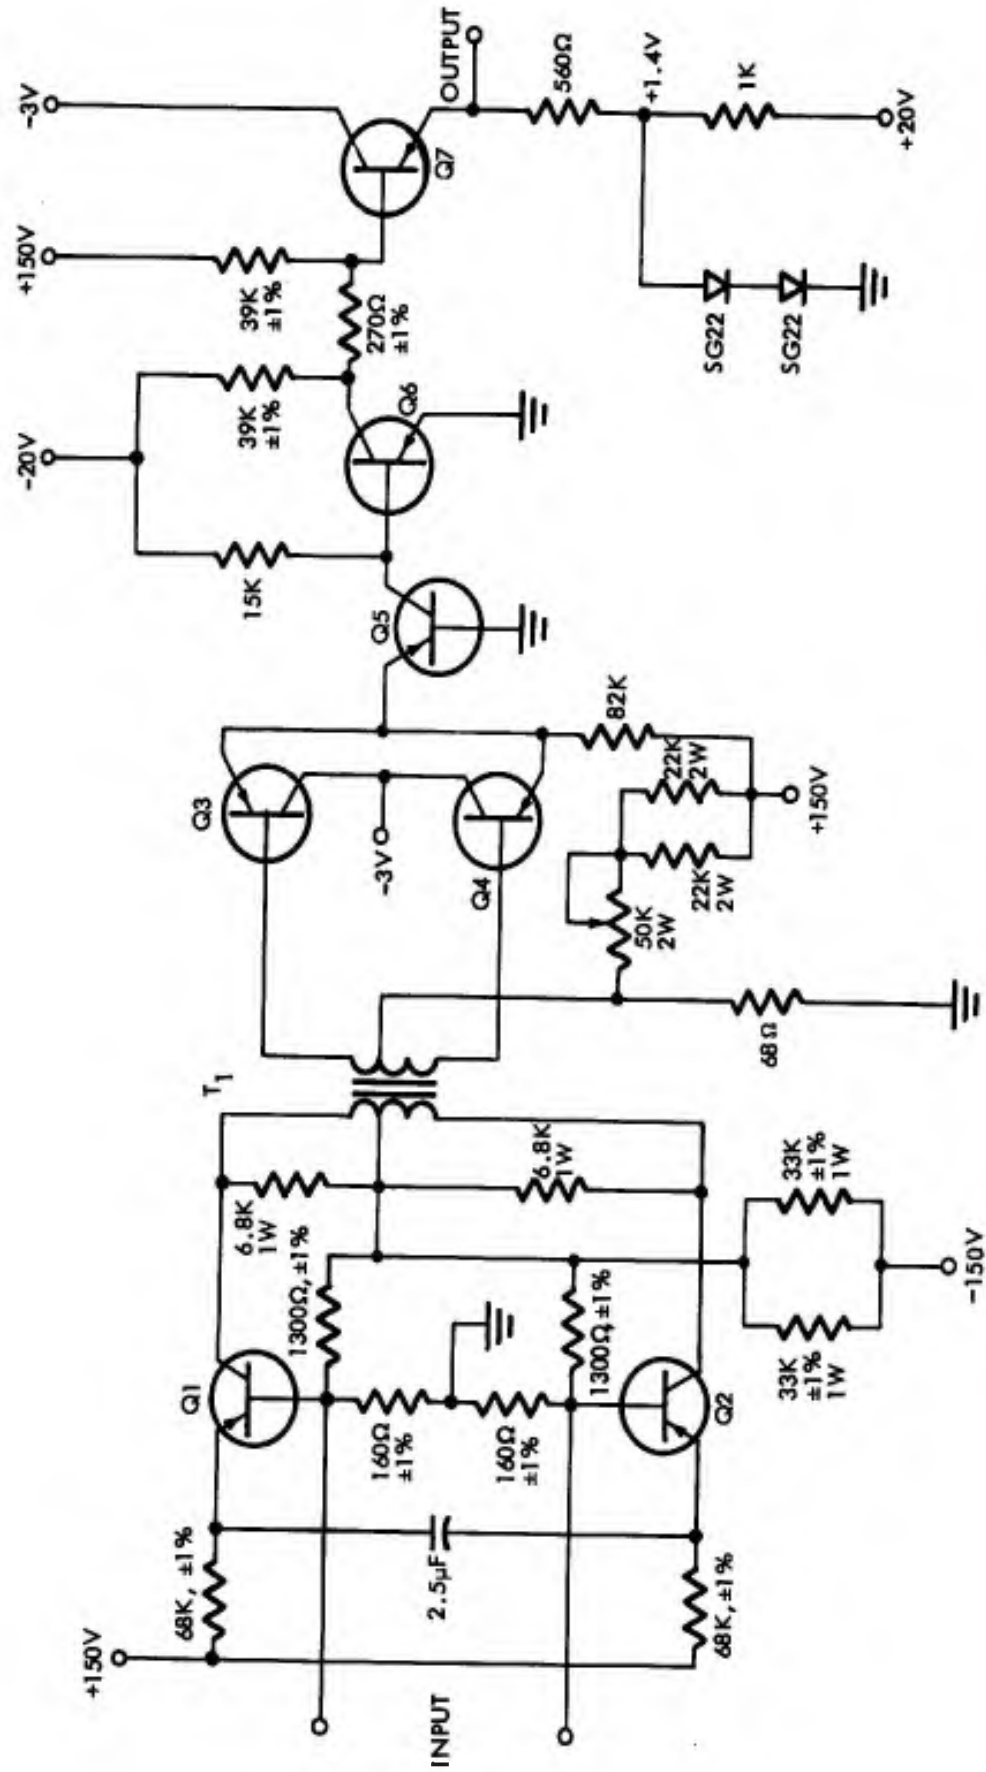 +150V
68K, ±1%
INPUT
2.5µF
68K, ±1%
Q1
160Ω
±1%
160Ω
±1%
Q2
1300Ω, ±1%
1300Ω, ±1%
6.8K
1W
6.8K
1W
33K
±1%
1W
33K
±1%
1W
-150V
T1
68Ω
50K
2W
22K
2W
22K
2W
82K
+150V
Q3
-3V
Q4
Q5
15K
-20V
39K
±1%
Q6
270Ω
±1%
39K
±1%
+150V
Q7
-3V
OUTPUT
560Ω
+1.4V
1K
+20V
SG22
SG22